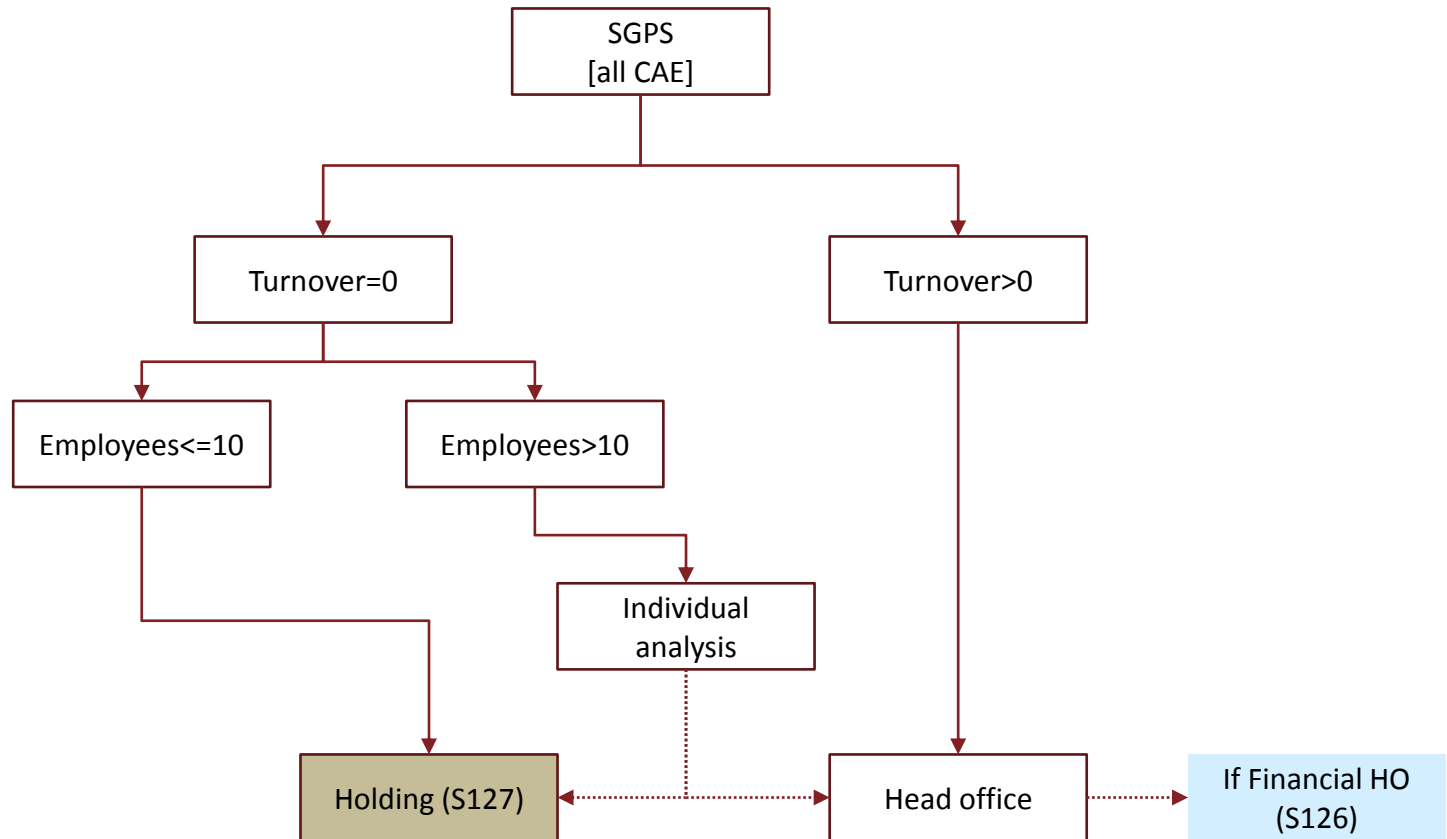 SGPS
[all CAE]
Turnover=0
Turnover>0
Employees<=10
Employees>10
Individual
analysis
Holding (S127)
Head office
If Financial HO
(S126)